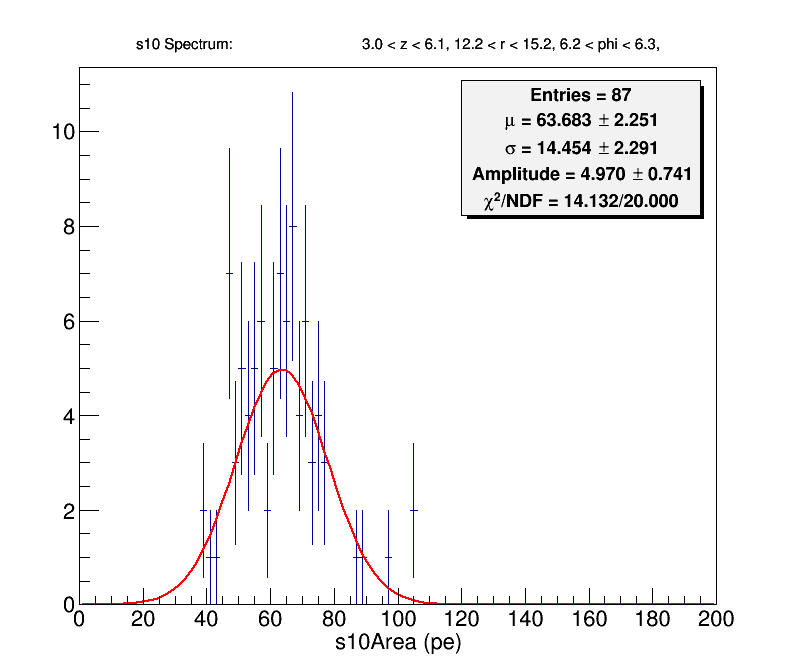 s10 Spectrum: 3.0 < z < 6.1, 12.2 < r < 15.2, 6.2 < phi < 6.3,
Entries = 87
μ = 63.683 ± 2.251
σ = 14.454 ± 2.291
Amplitude = 4.970 ± 0.741
χ²/NDF = 14.132/20.000
10
8
6
4
2
0
0 20 40 60 80 100 120 140 160 180 200
s10Area (pe)